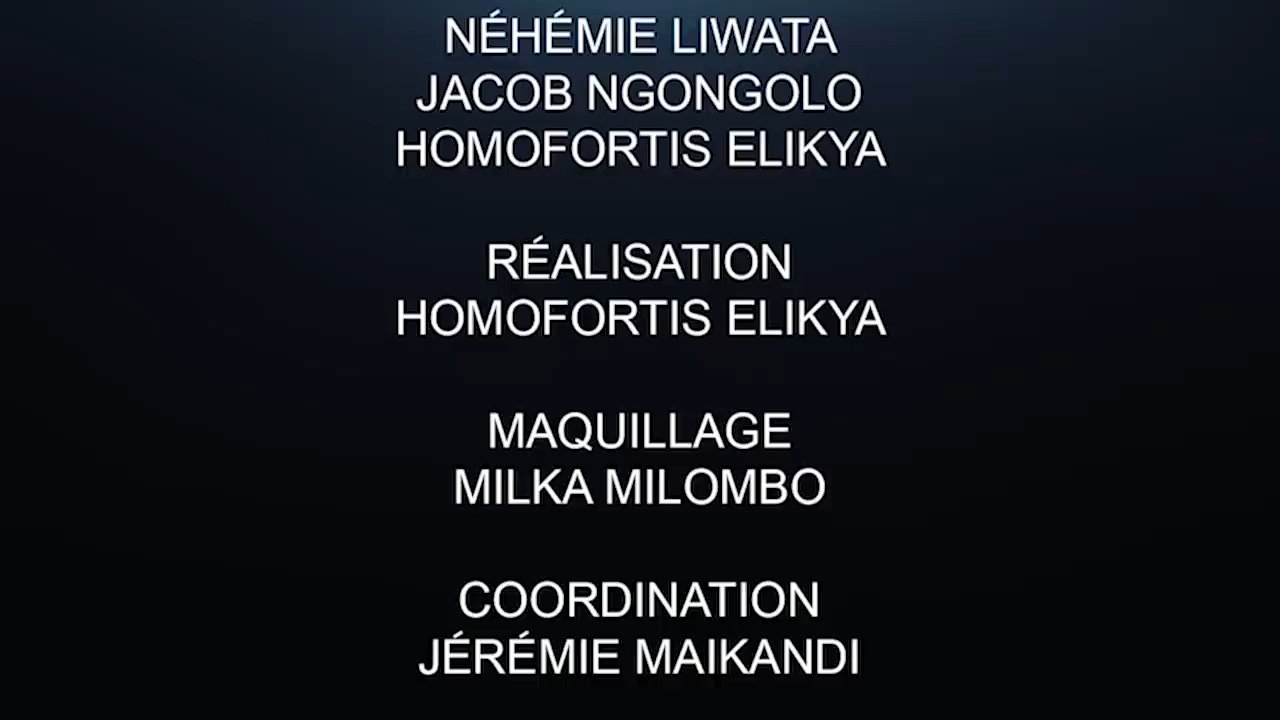 NÉHÉMIE LIWATA
JACOB NGONGOLO
HOMOFORTIS ELIKYA
RÉALISATION
HOMOFORTIS ELIKYA
MAQUILLAGE
MILKA MILOMBO
COORDINATION
JÉRÉMIE MAIKANDI